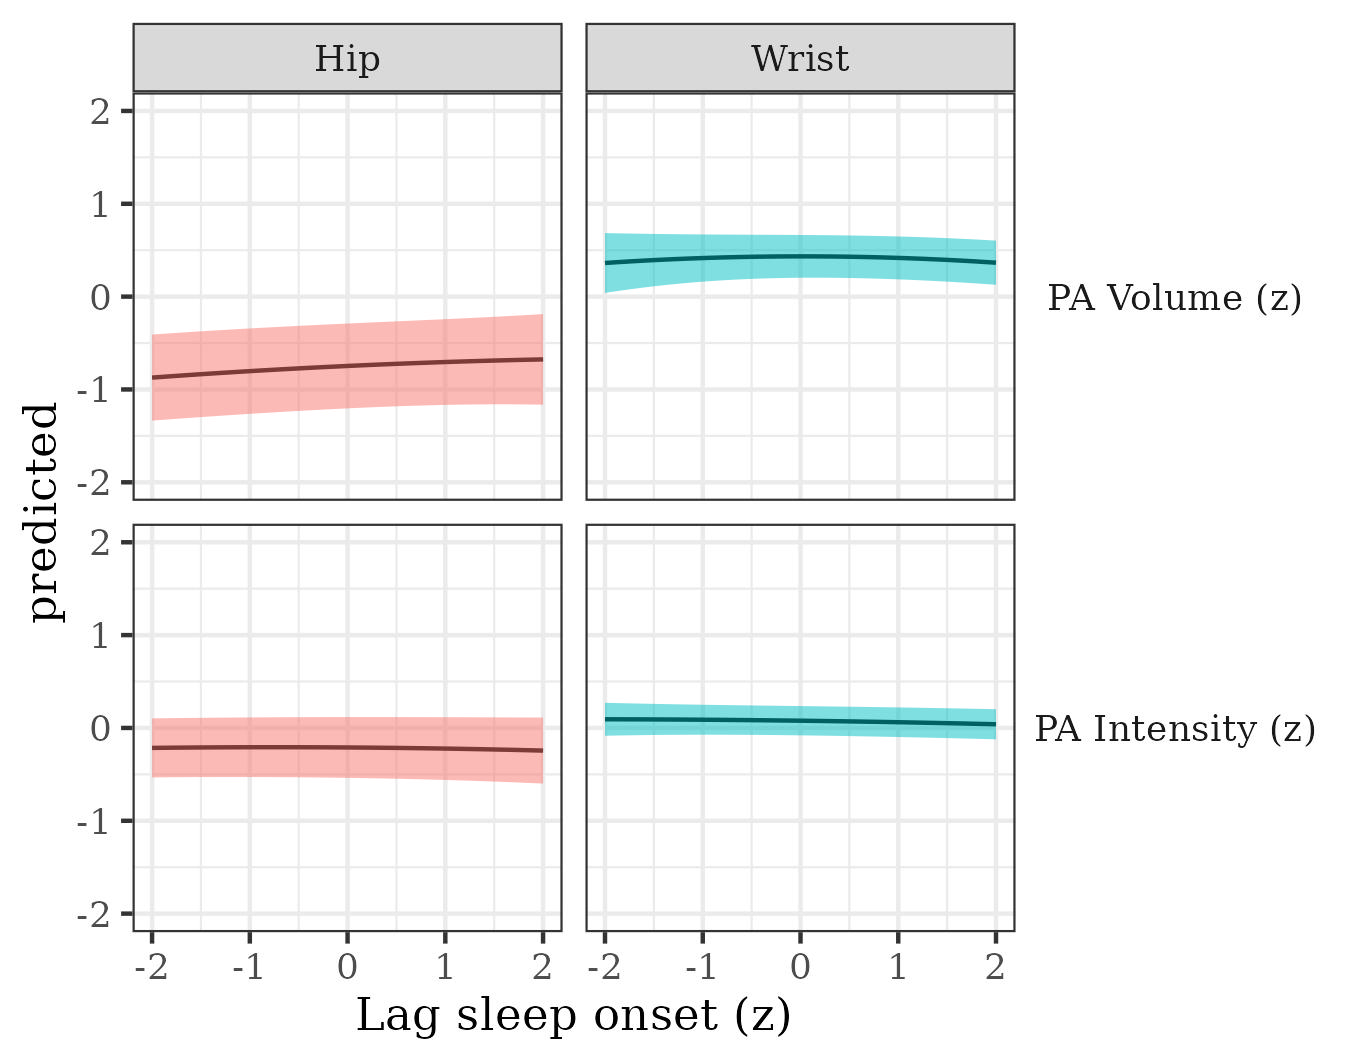 Hip Wrist
2
1
0
-1
-2
PA Volume (z)
predicted
2
1
0
-1
-2
PA Intensity (z)
-2 -1 0 1 2 -2 -1 0 1 2
Lag sleep onset (z)